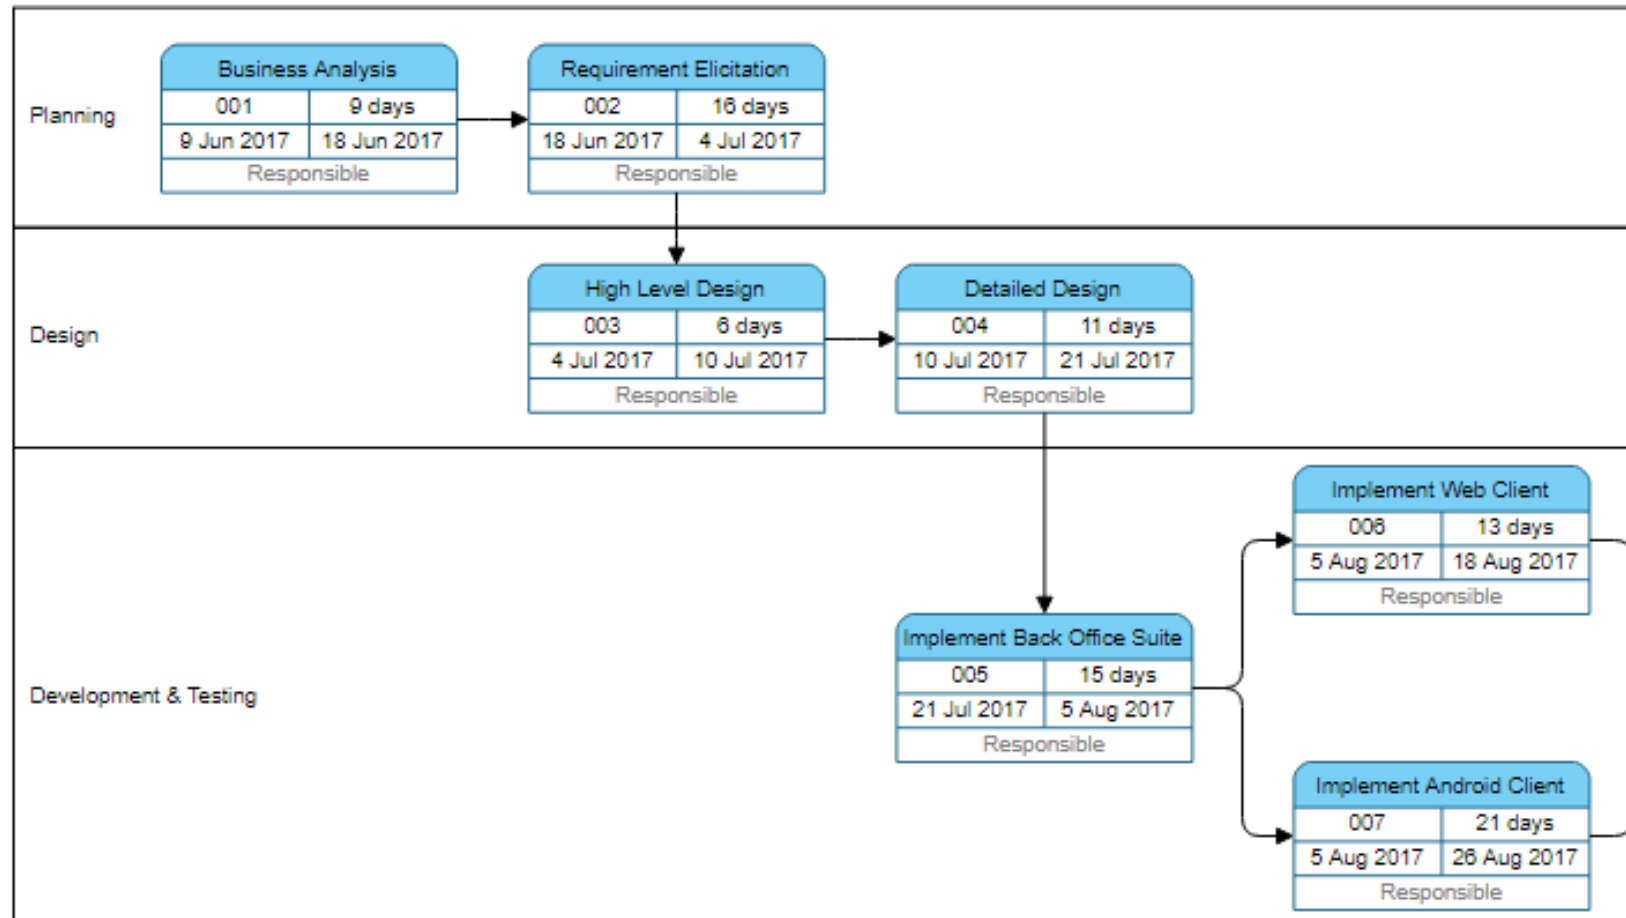 Planning
Business Analysis
001 9 days
9 Jun 2017 18 Jun 2017
Responsible
Requirement Elicitation
002 16 days
18 Jun 2017 4 Jul 2017
Responsible
Design
High Level Design
003 6 days
4 Jul 2017 10 Jul 2017
Responsible
Detailed Design
004 11 days
10 Jul 2017 21 Jul 2017
Responsible
Development & Testing
Implement Back Office Suite
005 15 days
21 Jul 2017 5 Aug 2017
Responsible
Implement Web Client
006 13 days
5 Aug 2017 18 Aug 2017
Responsible
Implement Android Client
007 21 days
5 Aug 2017 26 Aug 2017
Responsible